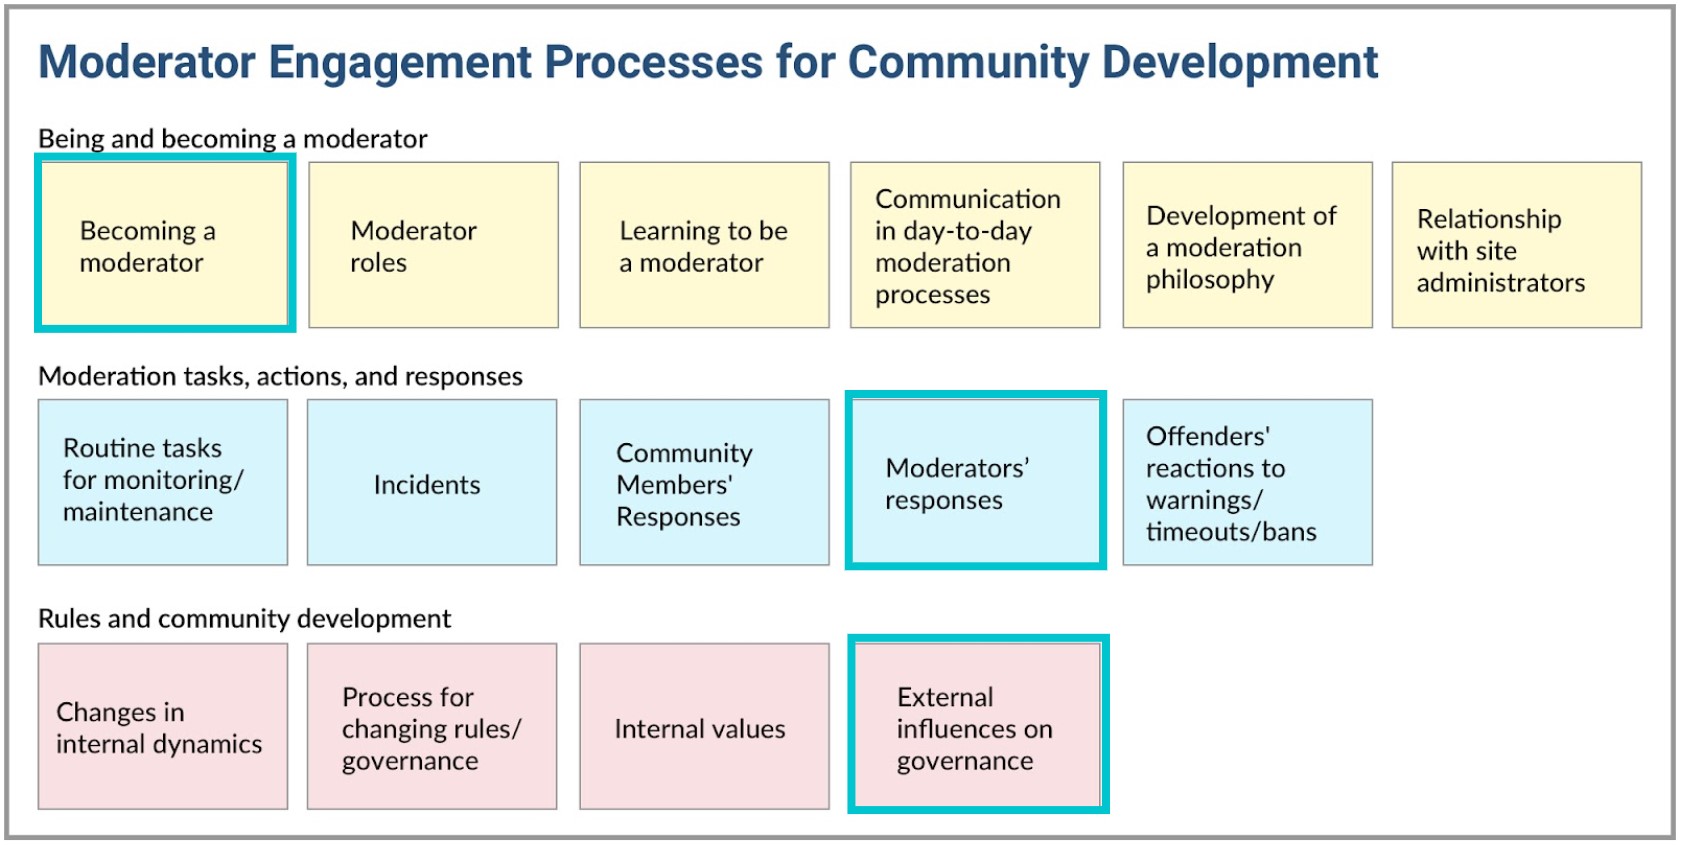 Moderator Engagement Processes for Community Development
Being and becoming a moderator
Becoming a
moderator
Moderator
roles
Learning to be
a moderator
Communication
in day-to-day
moderation
processes
Development of
a moderation
philosophy
Relationship
with site
administrators
Moderation tasks, actions, and responses
Routine tasks
for monitoring/
maintenance
Incidents
Community
Members'
Responses
Moderators’
responses
Offenders'
reactions to
warnings/
timeouts/bans
Rules and community development
Changes in
internal dynamics
Process for
changing rules/
governance
Internal values
External
influences on
governance